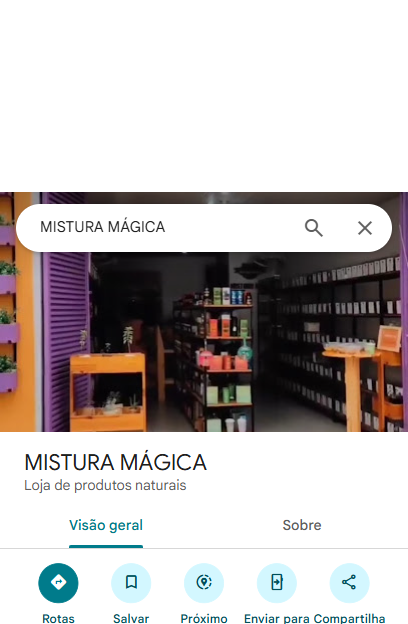 MISTURA MÁGICA
MISTURA MÁGICA
Loja de produtos naturais
Visão geral
Sobre
Rotas
Salvar
Próximo
Enviar para
Compartilha